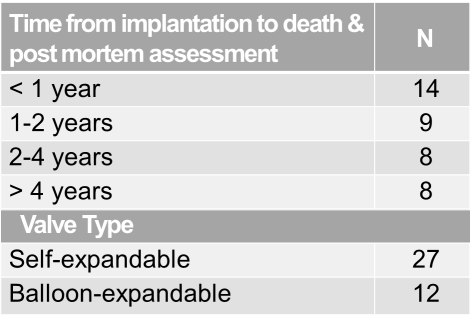 Time from implantation to death & N
post mortem assessment
< 1 year 14
1-2 years 9
2-4 years 8
> 4 years 8
Valve Type
Self-expandable 27
Balloon-expandable 12